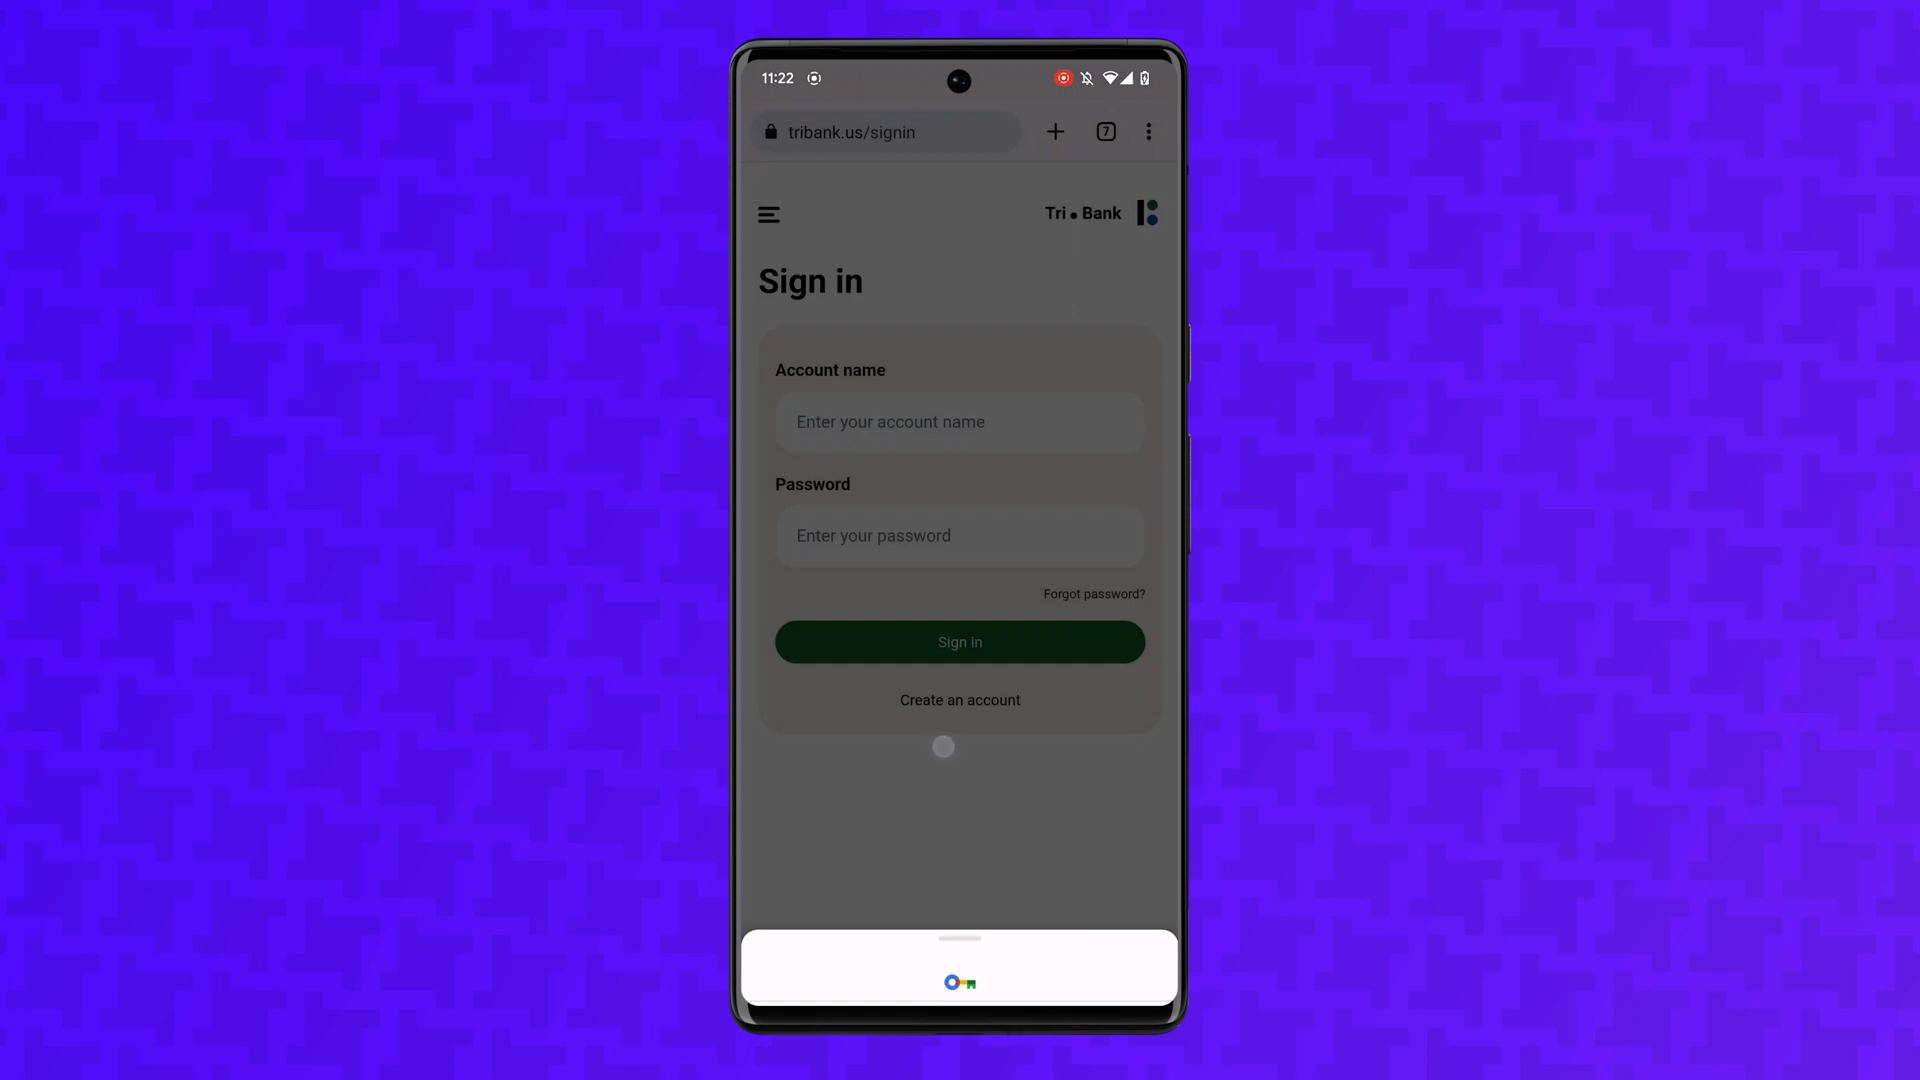 11:22
tribank.us/signin
7
Tri • Bank
Sign in
Account name
Enter your account name
Password
Enter your password
Forgot password?
Sign in
Create an account